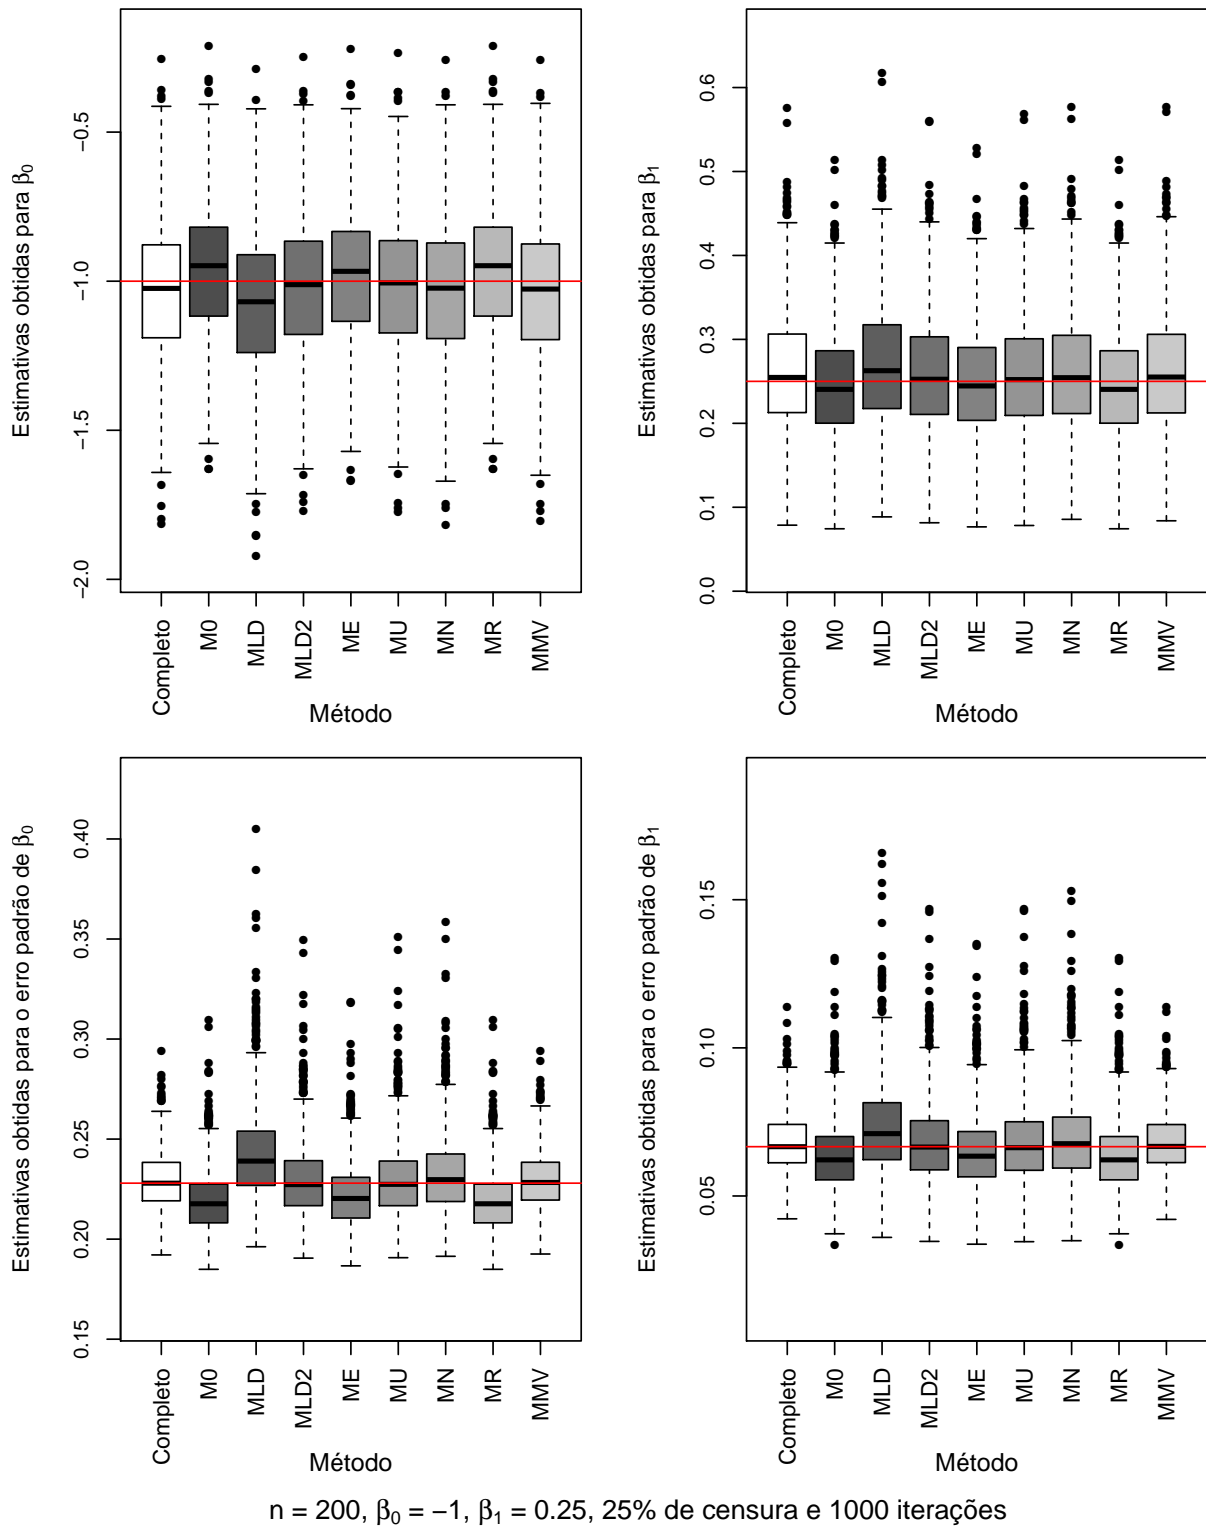 Estimativas obtidas para β₀
−0.5
−1.0
−1.5
−2.0
Completo
M0
MLD
MLD2
ME
MU
MN
MR
MMV
Método
Estimativas obtidas para β₁
0.6
0.5
0.4
0.3
0.2
0.1
0.0
Completo
M0
MLD
MLD2
ME
MU
MN
MR
MMV
Método
Estimativas obtidas para o erro padrão de β₀
0.40
0.35
0.30
0.25
0.20
0.15
Completo
M0
MLD
MLD2
ME
MU
MN
MR
MMV
Método
Estimativas obtidas para o erro padrão de β₁
0.15
0.10
0.05
Completo
M0
MLD
MLD2
ME
MU
MN
MR
MMV
Método
n = 200, β₀ = −1, β₁ = 0.25, 25% de censura e 1000 iterações